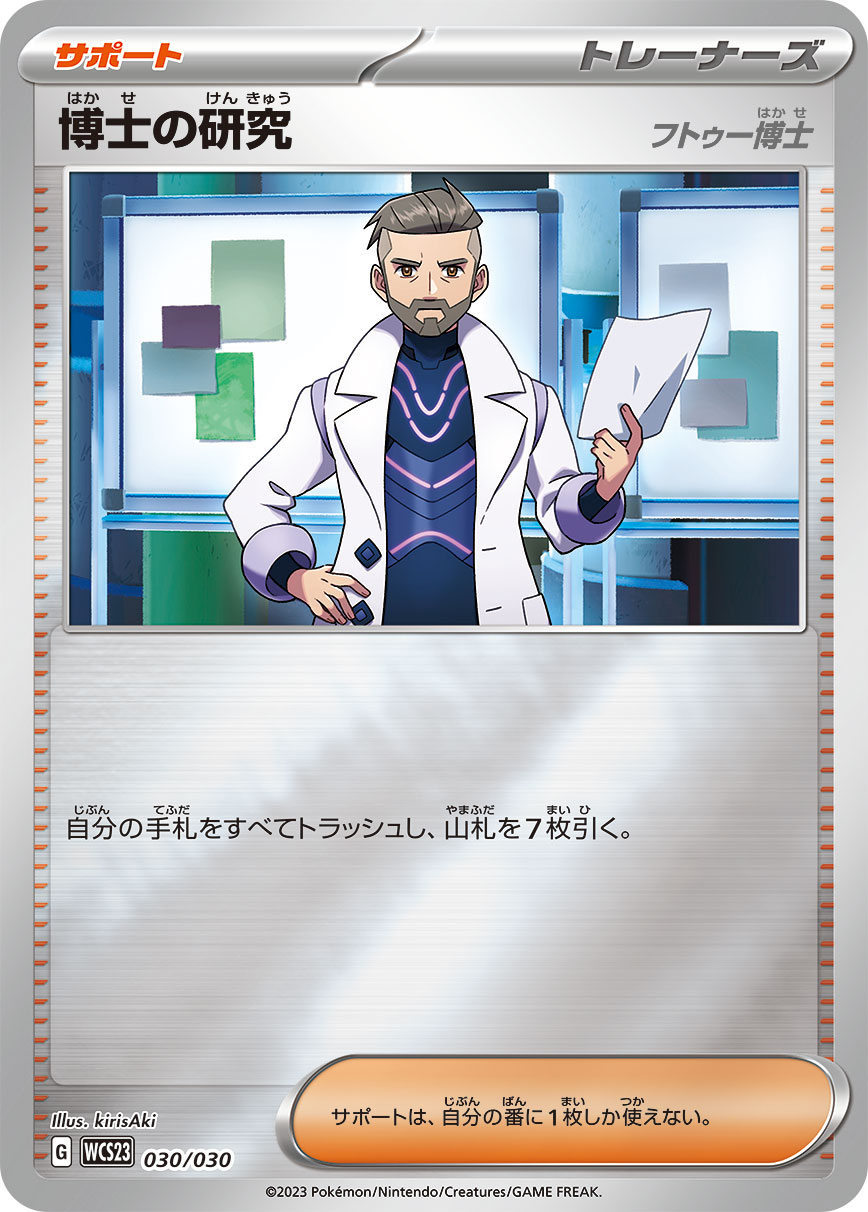 サポート
トレーナーズ
はかせ けんきゅう
博士の研究
はかせ
フトゥー博士
じぶん てふだ やまふだ まい ひ
自分の手札をすべてトラッシュし、山札を7枚引く。
じぶん ばん まい つか
サポートは、自分の番に1枚しか使えない。
Illus. kirisAki
G WCS23 030/030
©2023 Pokémon/Nintendo/Creatures/GAME FREAK.